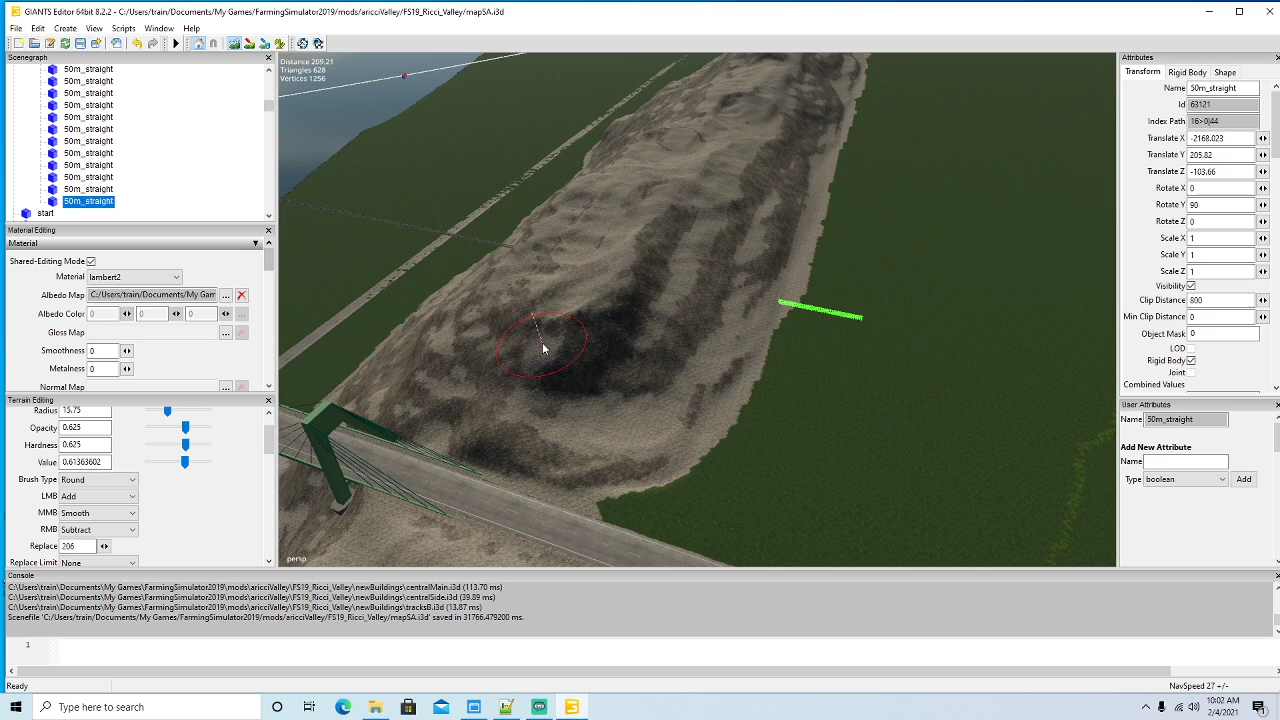 GIANTS Editor 64bit 8.2.2 - C:/Users/train/Documents/My Games/FarmingSimulator2019/mods/aricciValley/FS19_Ricci_Valley/mapSA.i3d
File Edit Create View Scripts Window Help
Scenegraph
50m_straight
50m_straight
50m_straight
50m_straight
50m_straight
50m_straight
50m_straight
50m_straight
50m_straight
50m_straight
50m_straight
50m_straight
start
Material Editing
Material
Shared-Editing Mode
Material lambert2
Albedo Map C:/Users/train/Documents/My Gam ...
Albedo Color 0 0 0 ...
Gloss Map ...
Smoothness 0
Metalness 0
Normal Map ...
Terrain Editing
Radius 15.75
Opacity 0.625
Hardness 0.625
Value 0.61363602
Brush Type Round
LMB Add
MMB Smooth
RMB Subtract
Replace 206
Replace Limit None
Distance 209.21
Triangles 628
Vertices 1256
persp
Attributes
Transform Rigid Body Shape
Name 50m_straight
Id 63121
Index Path 16>0|44
Translate X -2168.023
Translate Y 205.82
Translate Z -103.66
Rotate X 0
Rotate Y 90
Rotate Z 0
Scale X 1
Scale Y 1
Scale Z 1
Visibility
Clip Distance 800
Min Clip Distance 0
Object Mask 0
LOD
Rigid Body
Joint
Combined Values
User Attributes
Name 50m_straight
Add New Attribute
Name
Type boolean Add
Console
C:\Users\train\Documents\My Games\FarmingSimulator2019\mods\aricciValley\FS19_Ricci_Valley\newBuildings\centralMain.i3d (113.70 ms)
C:\Users\train\Documents\My Games\FarmingSimulator2019\mods\aricciValley\FS19_Ricci_Valley\newBuildings\centralSide.i3d (39.89 ms)
C:\Users\train\Documents\My Games\FarmingSimulator2019\mods\aricciValley\FS19_Ricci_Valley\newBuildings\tracksB.i3d (13.87 ms)
Scenefile 'C:/Users/train/Documents/My Games/FarmingSimulator2019/mods/aricciValley/FS19_Ricci_Valley/mapSA.i3d' saved in 31766.479200 ms.
1
Ready NavSpeed 27 +/-
Type here to search
10:02 AM
2/4/2021
1